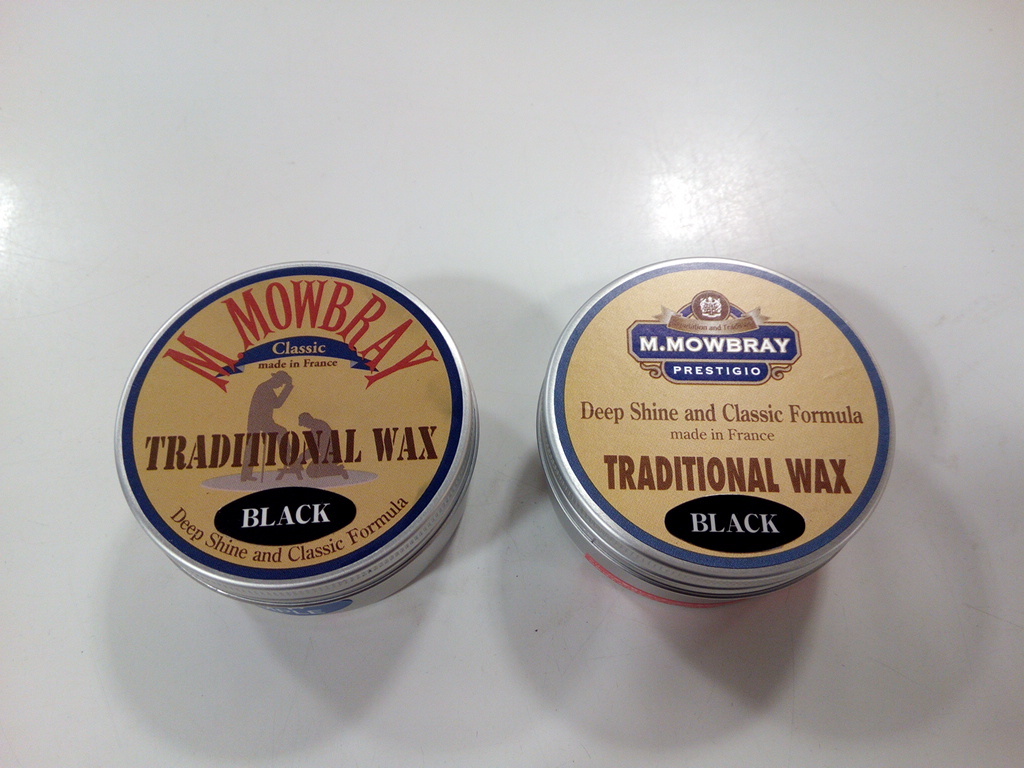 M. MOWBRAY
Classic
made in France
TRADITIONAL WAX
BLACK
Deep Shine and Classic Formula
M.MOWBRAY
PRESTIGIO
Deep Shine and Classic Formula
made in France
TRADITIONAL WAX
BLACK